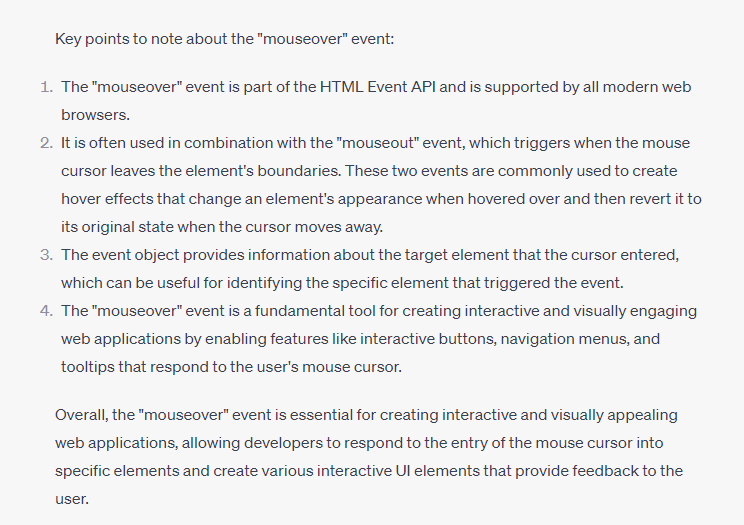 Key points to note about the "mouseover" event:
1. The "mouseover" event is part of the HTML Event API and is supported by all modern web
browsers.
2. It is often used in combination with the "mouseout" event, which triggers when the mouse
cursor leaves the element's boundaries. These two events are commonly used to create
hover effects that change an element's appearance when hovered over and then revert it to
its original state when the cursor moves away.
3. The event object provides information about the target element that the cursor entered,
which can be useful for identifying the specific element that triggered the event.
4. The "mouseover" event is a fundamental tool for creating interactive and visually engaging
web applications by enabling features like interactive buttons, navigation menus, and
tooltips that respond to the user's mouse cursor.
Overall, the "mouseover" event is essential for creating interactive and visually appealing
web applications, allowing developers to respond to the entry of the mouse cursor into
specific elements and create various interactive UI elements that provide feedback to the
user.